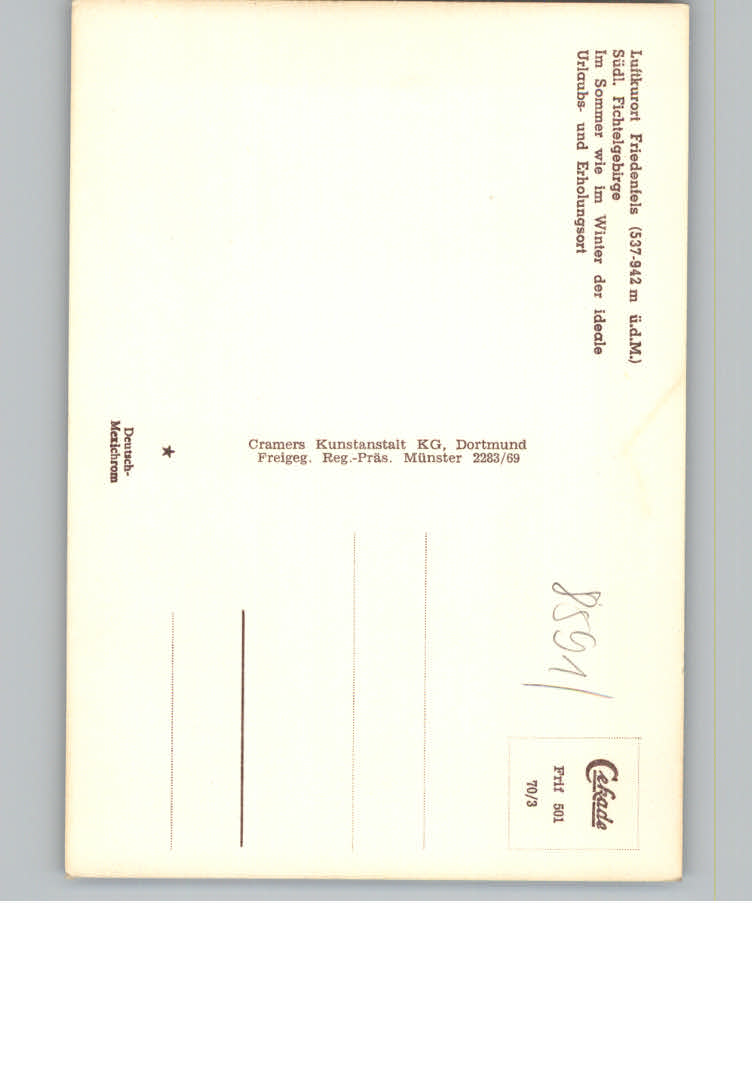 Luftkurort Friedenfels (537-942 m ü.d.M.)
Südl. Fichtelgebirge
Im Sommer wie im Winter der ideale
Urlaubs- und Erholungsort
Cramers Kunstanstalt KG, Dortmund
Freigeg. Reg.-Präs. Münster 2283/69
★
Deutsch-
Mexichrom
8591/
Cekade
Frif 501
70/3